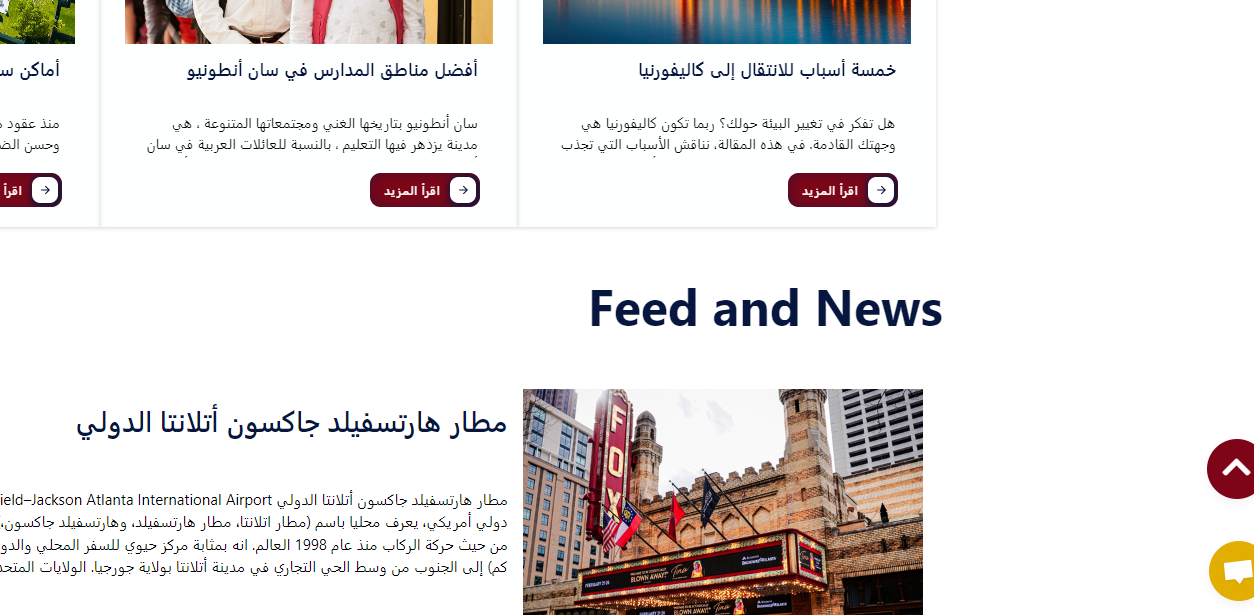 خمسة أسباب للانتقال إلى كاليفورنيا
هل تفكر في تغيير البيئة حولك؟ ربما تكون كاليفورنيا هي
وجهتك القادمة. في هذه المقالة، نناقش الأسباب التي تجذب
اقرأ المزيد
أفضل مناطق المدارس في سان أنطونيو
سان أنطونيو بتاريخها الغني ومجتمعاتها المتنوعة ، هي
مدينة يزدهر فيها التعليم ، بالنسبة للعائلات العربية في سان
اقرأ المزيد
أماكن
منذ عقود
وحسن
اقرأ
Feed and News
مطار هارتسفيلد جاكسون أتلانتا الدولي
مطار هارتسفيلد جاكسون أتلانتا الدولي ield–Jackson Atlanta International Airport
دولي أمريكي، يعرف محليا باسم (مطار اتلانتا، مطار هارتسفيلد، وهارتسفيلد جاكسون،
من حيث حركة الركاب منذ عام 1998 العالم. انه بمثابة مركز حيوي للسفر المحلي
كم) إلى الجنوب من وسط الحي التجاري في مدينة أتلانتا بولاية جورجيا. الولايات
FOX
BLOWN AWAY!
Tina